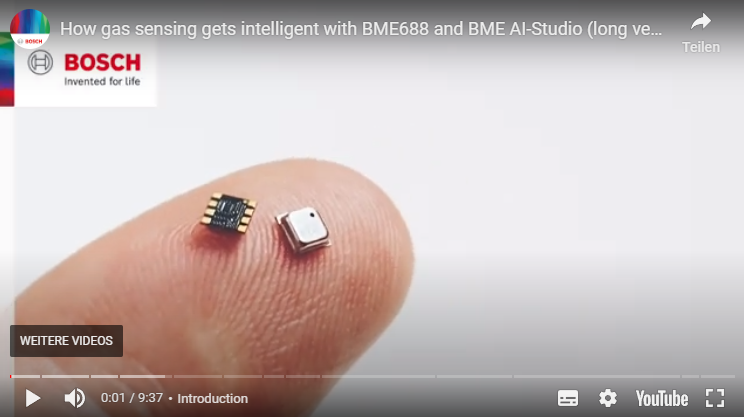 How gas sensing gets intelligent with BME688 and BME AI-Studio (long ve...
Teilen
BOSCH
BOSCH
Invented for life
WEITERE VIDEOS
0:01 / 9:37 • Introduction
YouTube